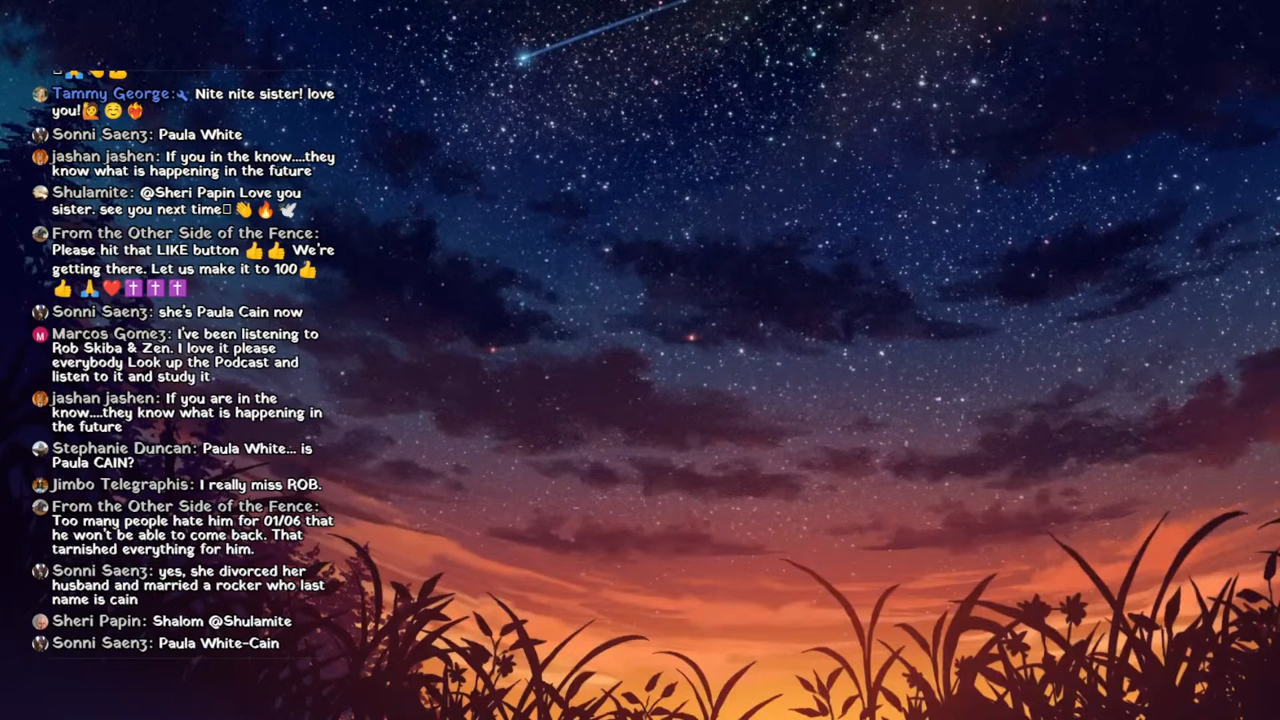 Tammy George: Nite nite sister! love
you!🙋☺️❤️‍🔥
Sonni Saenz: Paula White
jashan jashen: If you in the know....they
know what is happening in the future
Shulamite: @Sheri Papin Love you
sister. see you next time👋🔥🕊️
From the Other Side of the Fence:
Please hit that LIKE button 👍👍 We're
getting there. Let us make it to 100👍
👍 🙏❤️✝️✝️✝️
Sonni Saenz: she's Paula Cain now
M Marcos Gomez: I've been listening to
Rob Skiba & Zen. I love it please
everybody Look up the Podcast and
listen to it and study it
jashan jashen: If you are in the
know....they know what is happening in
the future
Stephanie Duncan: Paula White... is
Paula CAIN?
Jimbo Telegraphis: I really miss ROB.
From the Other Side of the Fence:
Too many people hate him for 01/06 that
he won't be able to come back. That
tarnished everything for him.
Sonni Saenz: yes, she divorced her
husband and married a rocker who last
name is cain
Sheri Papin: Shalom @Shulamite
Sonni Saenz: Paula White-Cain